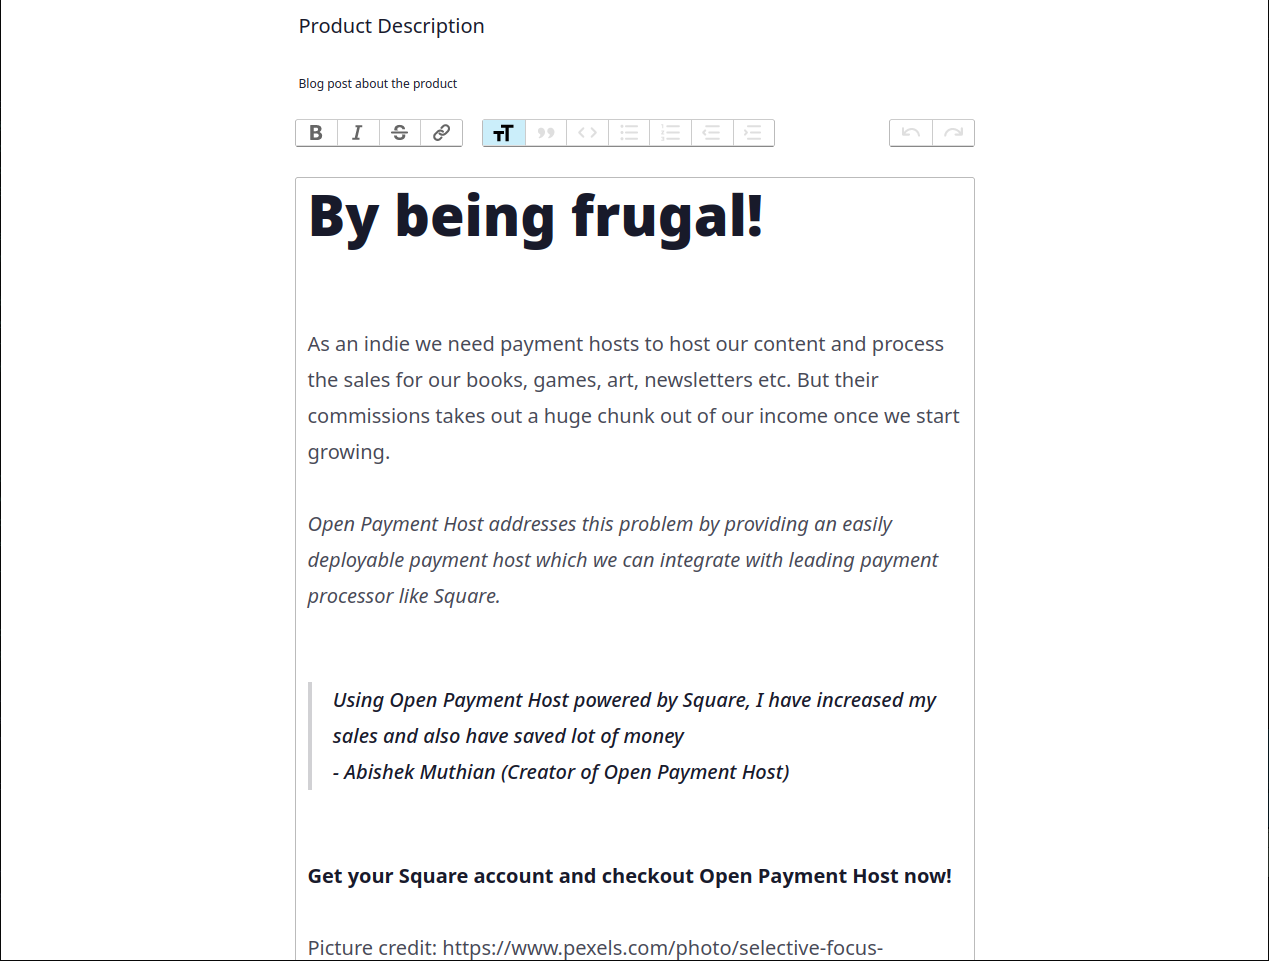 Product Description
Blog post about the product
By being frugal!
As an indie we need payment hosts to host our content and process
the sales for our books, games, art, newsletters etc. But their
commissions takes out a huge chunk out of our income once we start
growing.
Open Payment Host addresses this problem by providing an easily
deployable payment host which we can integrate with leading payment
processor like Square.
Using Open Payment Host powered by Square, I have increased my
sales and also have saved lot of money
- Abishek Muthian (Creator of Open Payment Host)
Get your Square account and checkout Open Payment Host now!
Picture credit: https://www.pexels.com/photo/selective-focus-